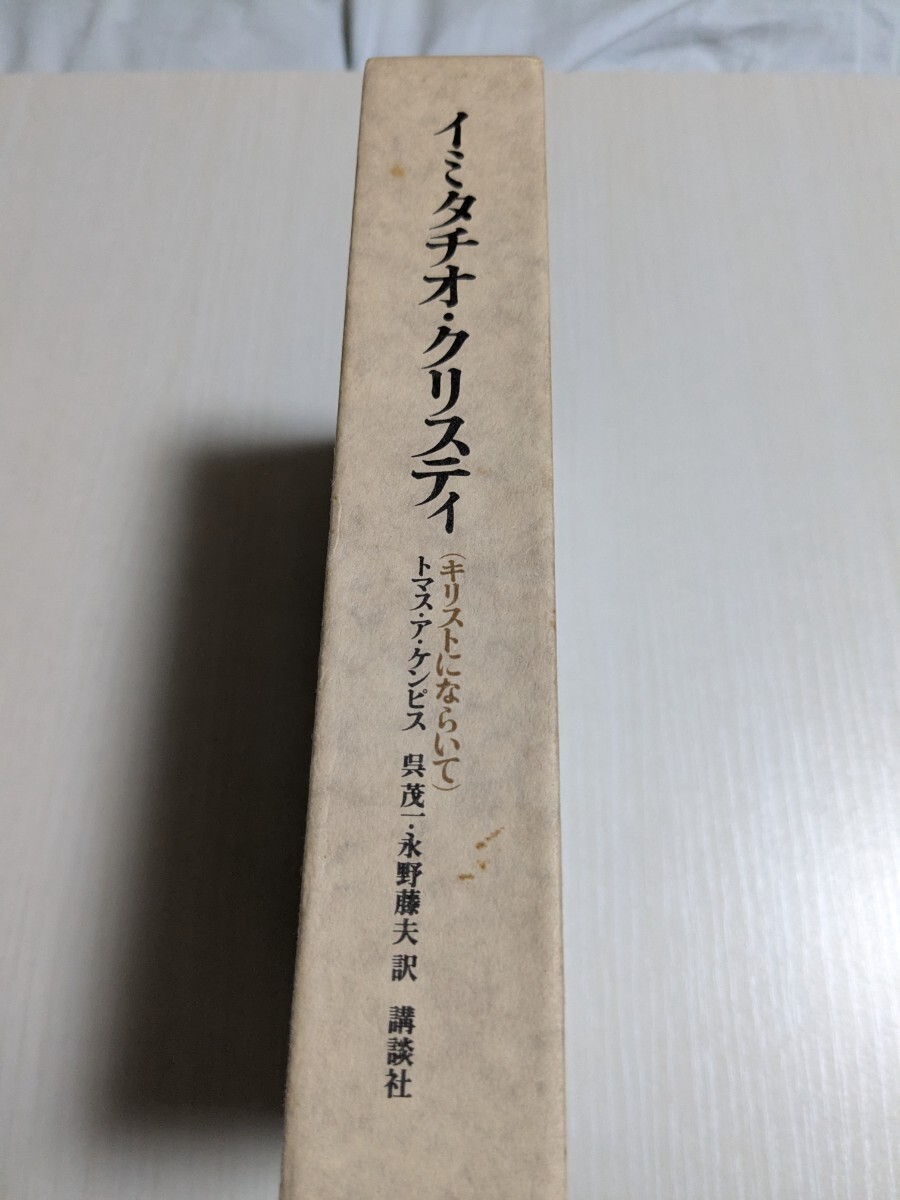 イミタチオ・クリスティ
(キリストにならいて)
トマス・ア・ケンピス 呉茂一・永野藤夫 訳 講談社